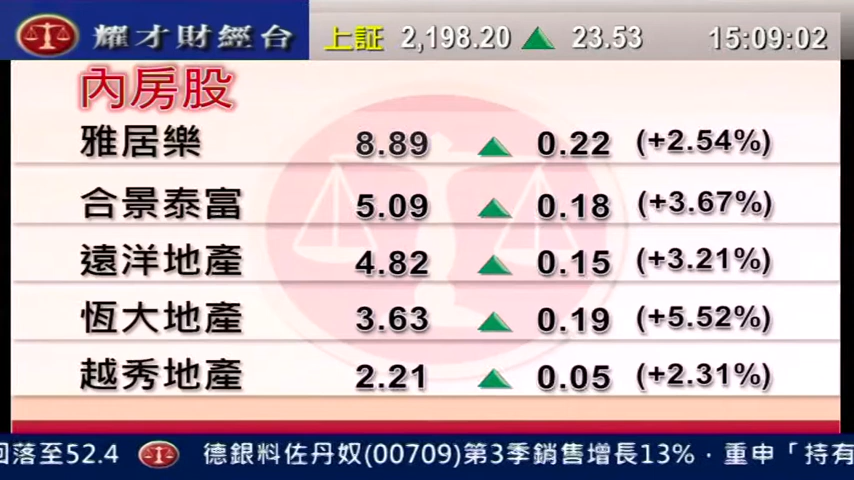 耀才財經台 上証 2,198.20 ▲ 23.53 15:09:02
內房股
雅居樂 8.89 ▲ 0.22 (+2.54%)
合景泰富 5.09 ▲ 0.18 (+3.67%)
遠洋地產 4.82 ▲ 0.15 (+3.21%)
恆大地產 3.63 ▲ 0.19 (+5.52%)
越秀地產 2.21 ▲ 0.05 (+2.31%)
回落至52.4 德銀料佐丹奴(00709)第3季銷售增長13%，重申「持有